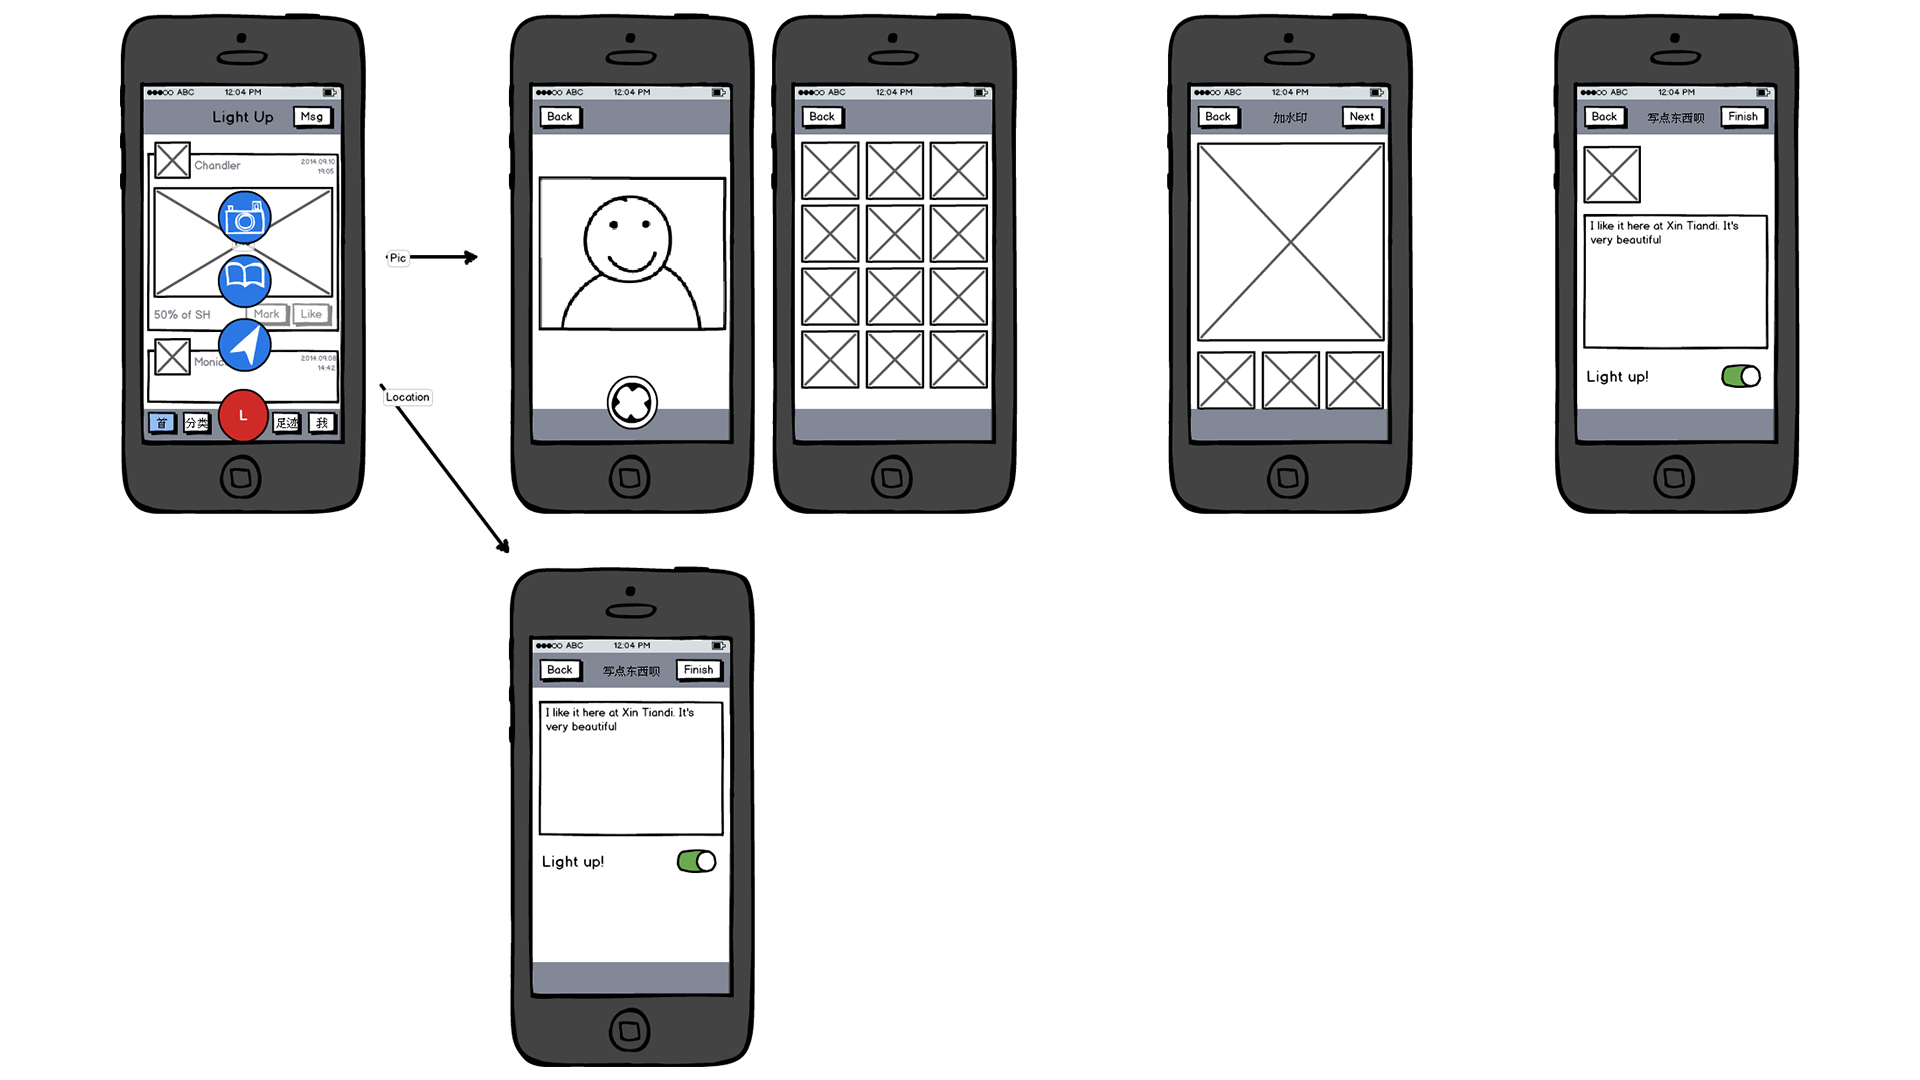 ABC 12:04 PM
Light Up Msg
Chandler 2014.09.10
19:05
50% of SH Mark Like
Monic 2014.09.08
14:42
首 分类 L 足迹 我
Pic
Location
ABC 12:04 PM
Back
ABC 12:04 PM
Back
ABC 12:04 PM
Back 加水印 Next
ABC 12:04 PM
Back 写点东西呗 Finish
I like it here at Xin Tiandi. It's
very beautiful
Light up!
ABC 12:04 PM
Back 写点东西呗 Finish
I like it here at Xin Tiandi. It's
very beautiful
Light up!